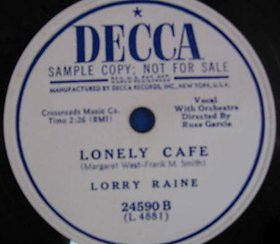 DECCA
SAMPLE COPY; NOT FOR SALE
MANUFACTURED BY DECCA RECORDS, INC., NEW YORK, U.S.A.
Crossroads Music Co.
Time 2:26 (BMI)
Vocal
With Orchestra
Directed By
Russ Garcia
LONELY CAFE
(Margaret West-Frank M. Smith)
LORRY RAINE
24590 B
(L 4881)